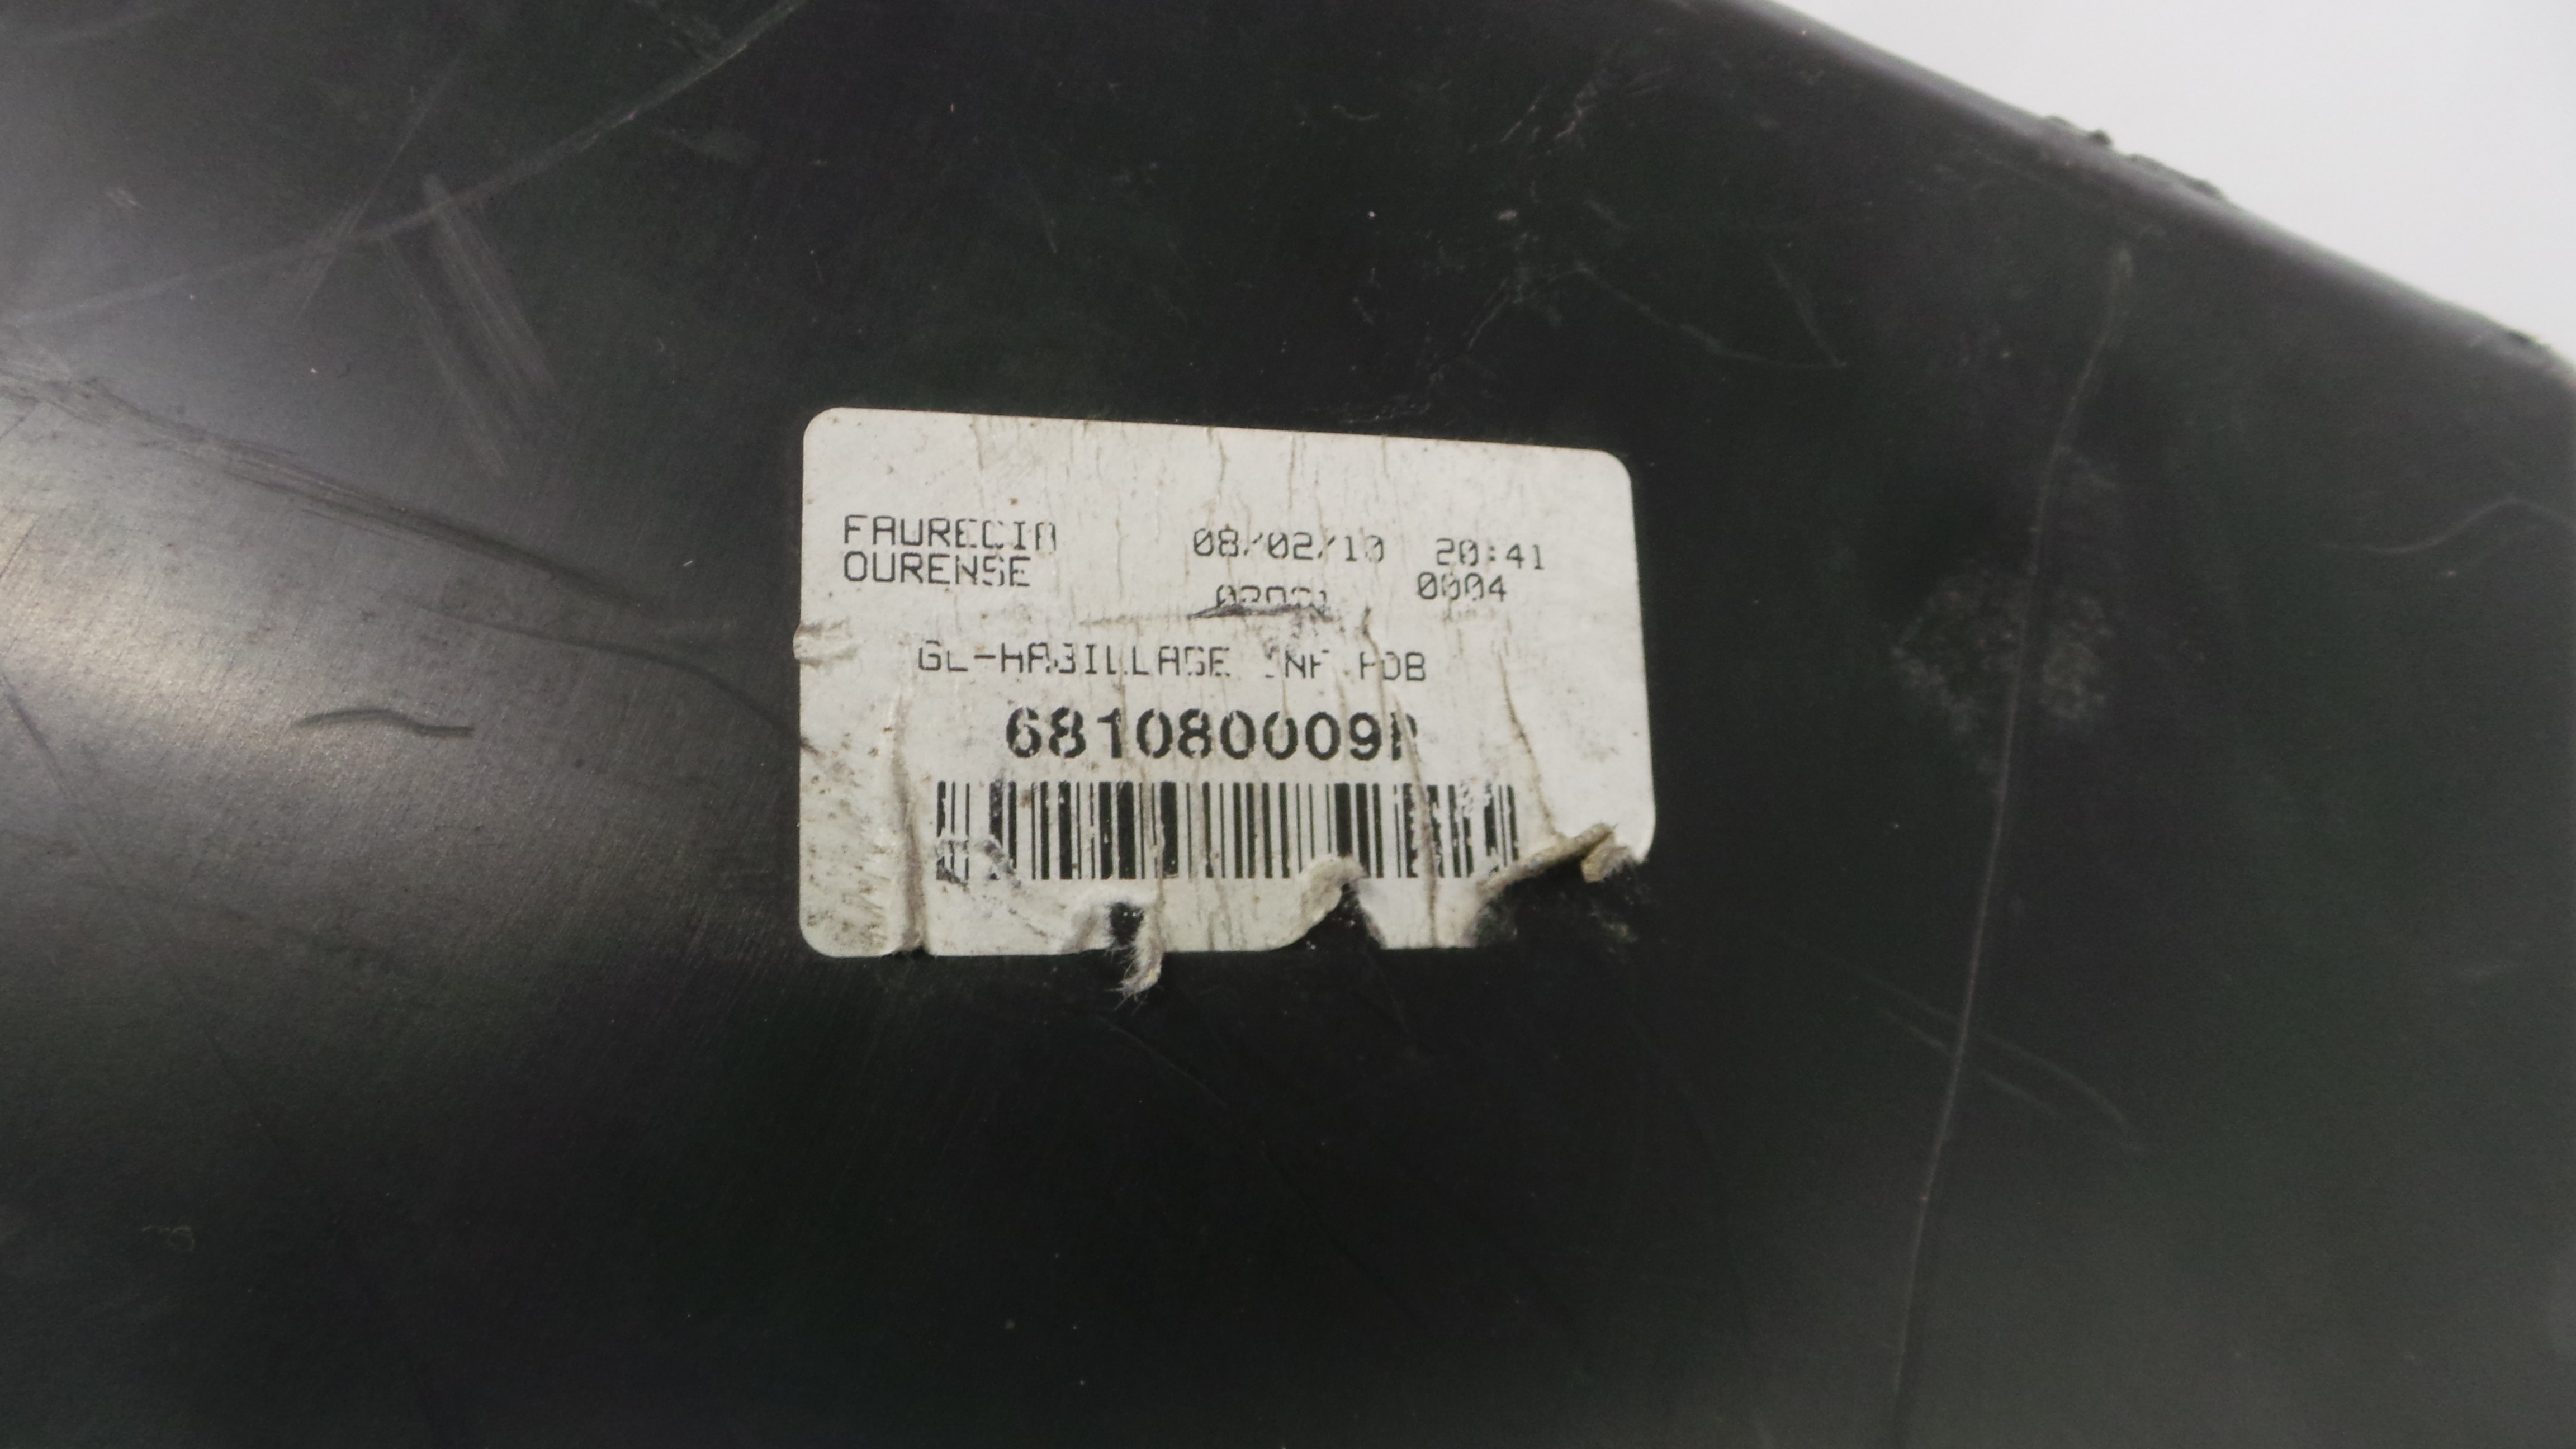 FAURECIA 08/02/10 20:41
OURENSE 0004
GL-HABILLAGE INF PDB
681080009R